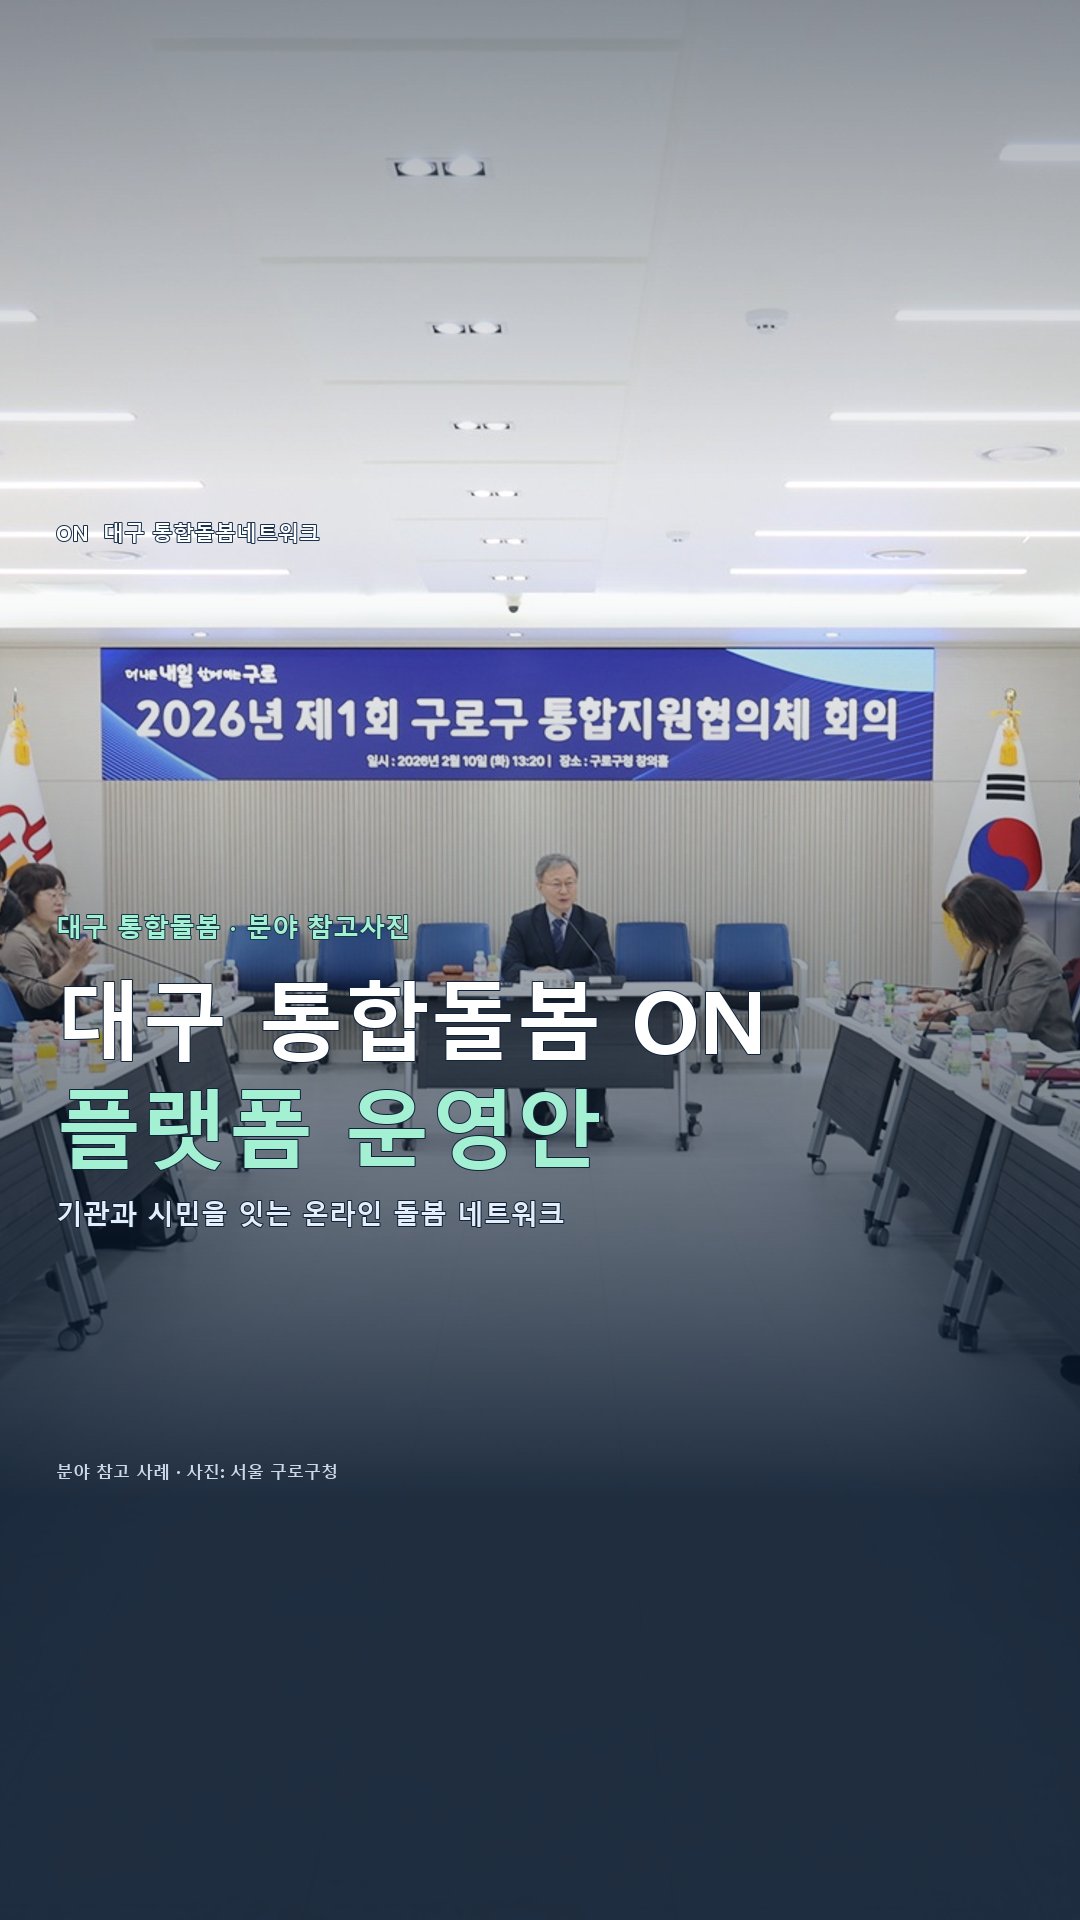 ON 대구 통합돌봄네트워크
더 나은 내일 함께 여는 구로
2026년 제1회 구로구 통합지원협의체 회의
일시 : 2026년 2월 10일 (화) 13:20 | 장소 : 구로구청 창의홀
대구 통합돌봄 · 분야 참고사진
대구 통합돌봄 ON
플랫폼 운영안
기관과 시민을 잇는 온라인 돌봄 네트워크
분야 참고 사례 · 사진: 서울 구로구청